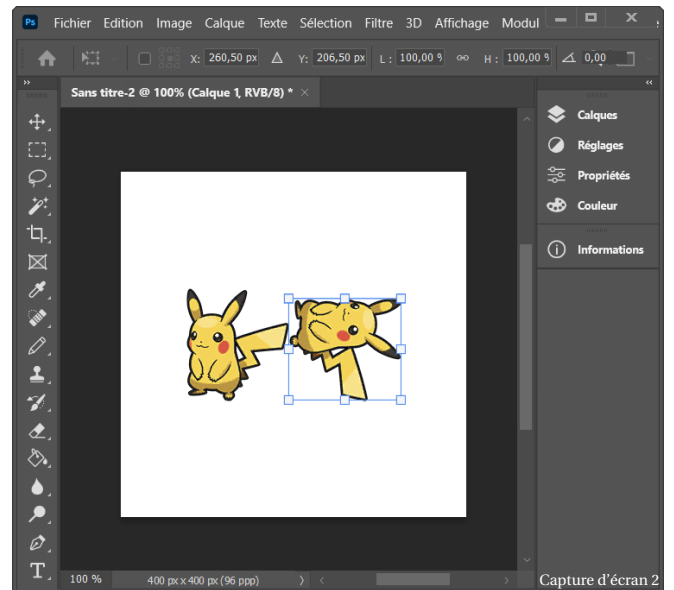 Ps Fichier Edition Image Calque Texte Sélection Filtre 3D Affichage Modul
X: 260,50 px Y: 206,50 px L : 100,00 % H : 100,00 % 0,00
Sans titre-2 @ 100% (Calque 1, RVB/8) * ×
Calques
Réglages
Propriétés
Couleur
Informations
100 % 400 px x 400 px (96 ppp)
Capture d'écran 2